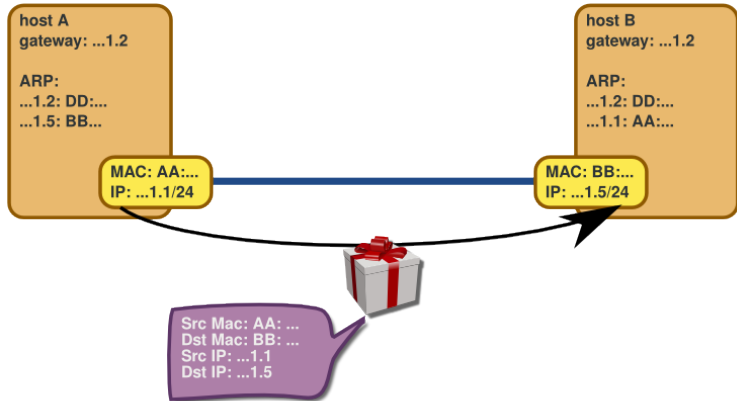 host A
gateway: ...1.2
ARP:
...1.2: DD:...
...1.5: BB...
MAC: AA:...
IP: ...1.1/24
host B
gateway: ...1.2
ARP:
...1.2: DD:...
...1.1: AA:...
MAC: BB:...
IP: ...1.5/24
Src Mac: AA: ...
Dst Mac: BB: ...
Src IP: ...1.1
Dst IP: ...1.5